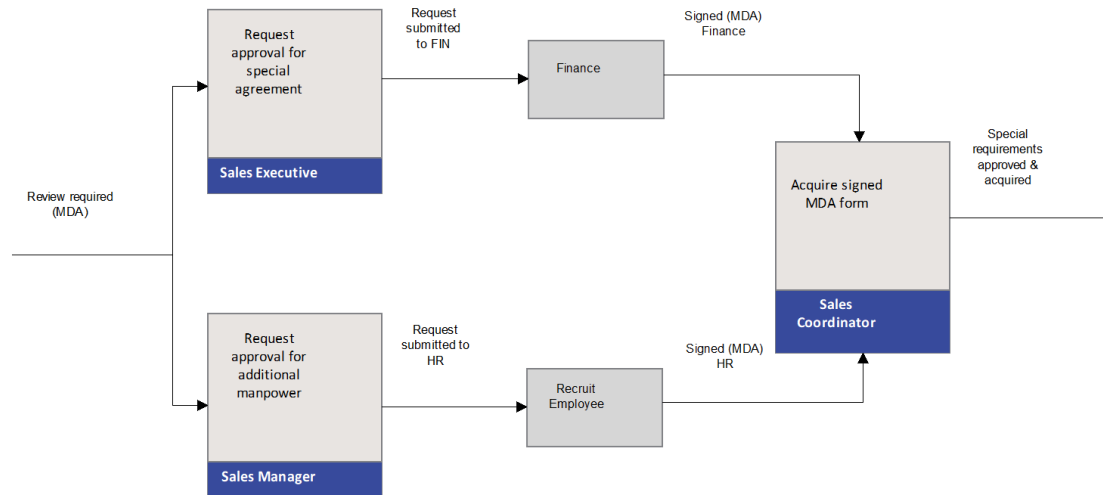 Review required
(MDA)
Request
approval for
special
agreement
Sales Executive
Request
submitted
to FIN
Finance
Signed (MDA)
Finance
Request
approval for
additional
manpower
Sales Manager
Request
submitted to
HR
Recruit
Employee
Signed (MDA)
HR
Acquire signed
MDA form
Sales
Coordinator
Special
requirements
approved &
acquired